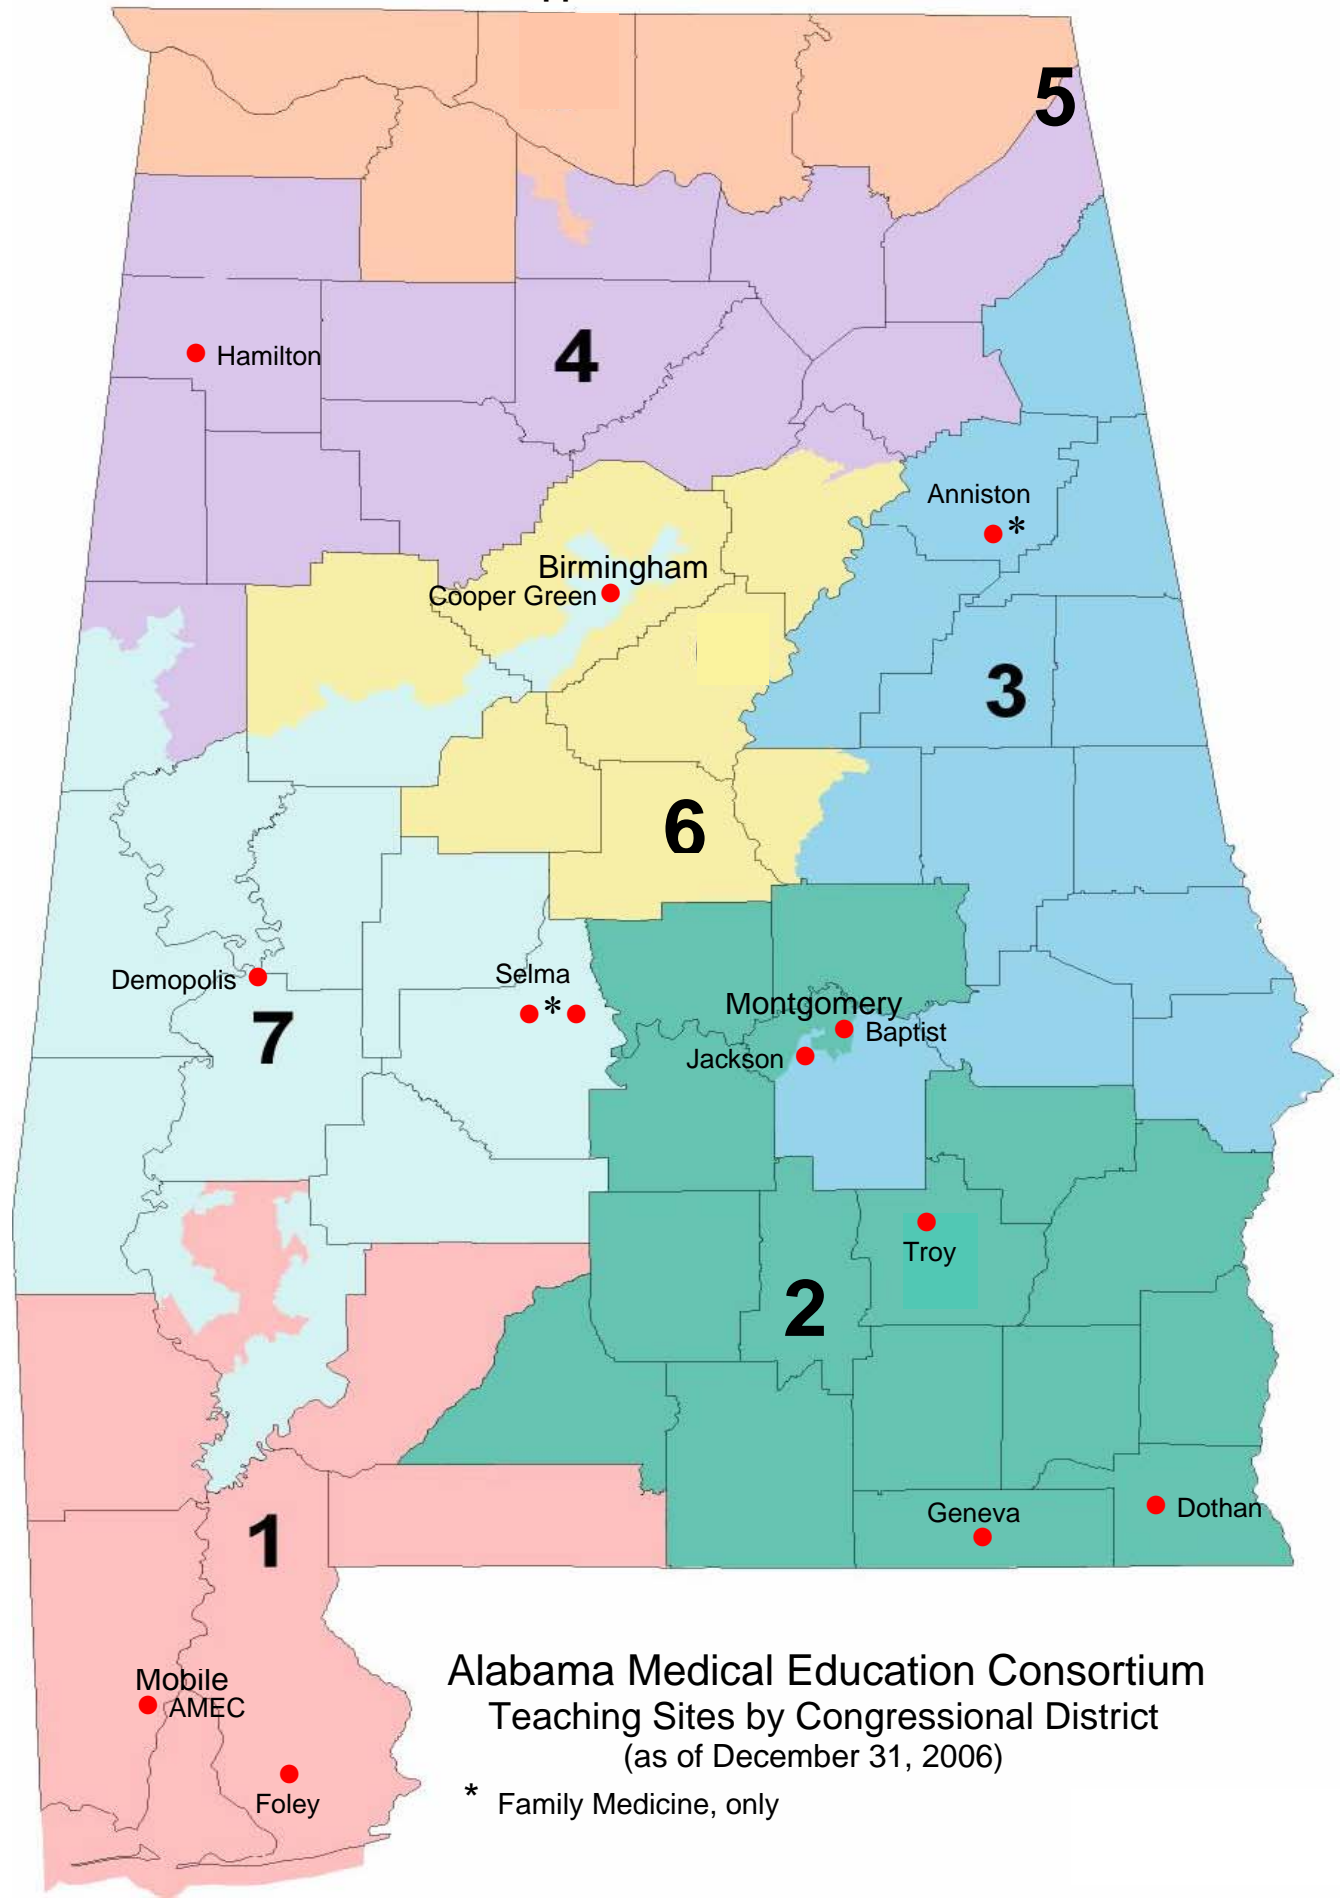 5
Hamilton
4
Anniston
*
Birmingham
Cooper Green
3
6
Demopolis
Selma
*
7
Montgomery
Baptist
Jackson
Troy
2
Geneva
Dothan
1
Mobile
AMEC
Foley
Alabama Medical Education Consortium
Teaching Sites by Congressional District
(as of December 31, 2006)
* Family Medicine, only